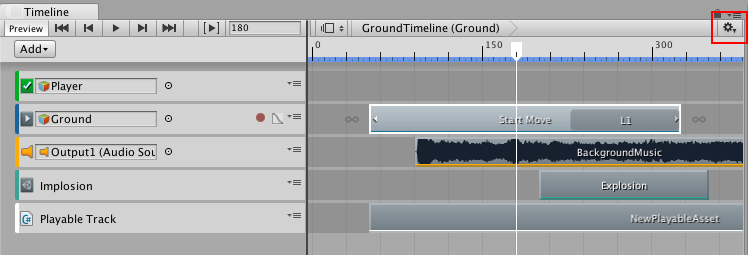 Timeline
Preview
180
GroundTimeline (Ground)
Add
0
150
300
Player
Ground
Start Move
L1
Output1 (Audio Sou
BackgroundMusic
Implosion
Explosion
C#
Playable Track
NewPlayableAsset